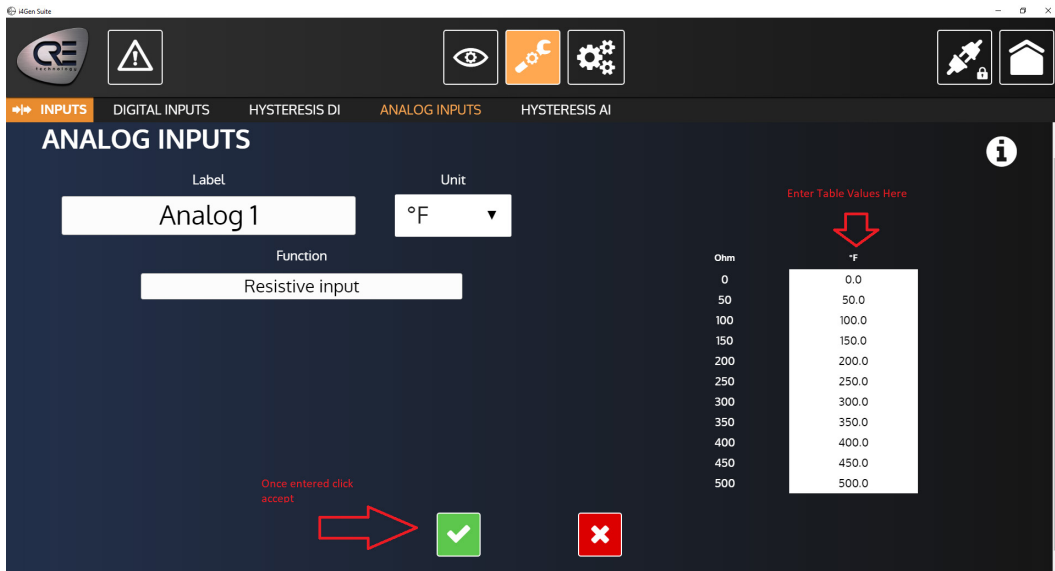 i4Gen Suite
CRE
technology
INPUTS DIGITAL INPUTS HYSTERESIS DI ANALOG INPUTS HYSTERESIS AI
ANALOG INPUTS
Label Unit
Enter Table Values Here
Analog 1 °F
Function
Resistive input
Ohm °F
0 0.0
50 50.0
100 100.0
150 150.0
200 200.0
250 250.0
300 300.0
350 350.0
400 400.0
450 450.0
500 500.0
Once entered click
accept